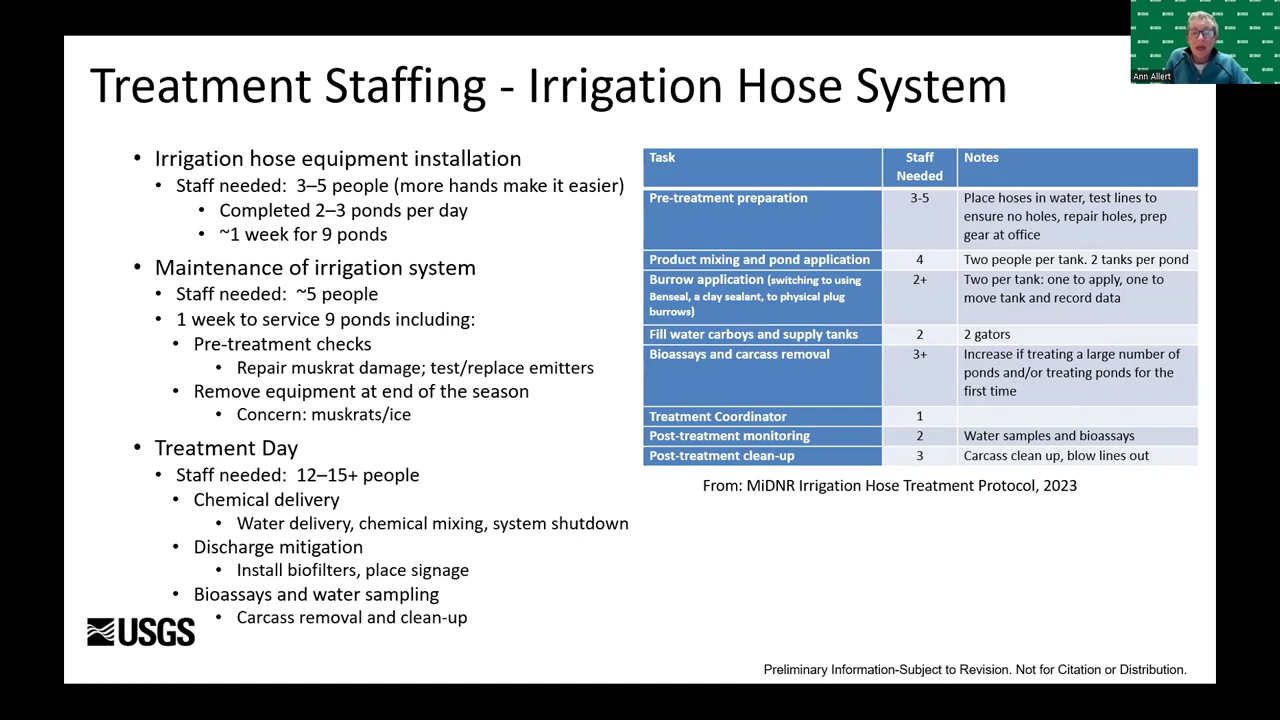 Ann Allert
Treatment Staffing - Irrigation Hose System
• Irrigation hose equipment installation
• Staff needed: 3–5 people (more hands make it easier)
• Completed 2–3 ponds per day
• ~1 week for 9 ponds
• Maintenance of irrigation system
• Staff needed: ~5 people
• 1 week to service 9 ponds including:
• Pre-treatment checks
• Repair muskrat damage; test/replace emitters
• Remove equipment at end of the season
• Concern: muskrats/ice
• Treatment Day
• Staff needed: 12–15+ people
• Chemical delivery
• Water delivery, chemical mixing, system shutdown
• Discharge mitigation
• Install biofilters, place signage
• Bioassays and water sampling
• Carcass removal and clean-up
Task Staff Notes
Needed
Pre-treatment preparation 3-5 Place hoses in water, test lines to
ensure no holes, repair holes, prep
gear at office
Product mixing and pond application 4 Two people per tank. 2 tanks per pond
Burrow application (switching to using 2+ Two per tank: one to apply, one to
Benseal, a clay sealant, to physical plug move tank and record data
burrows)
Fill water carboys and supply tanks 2 2 gators
Bioassays and carcass removal 3+ Increase if treating a large number of
ponds and/or treating ponds for the
first time
Treatment Coordinator 1
Post-treatment monitoring 2 Water samples and bioassays
Post-treatment clean-up 3 Carcass clean up, blow lines out
From: MiDNR Irrigation Hose Treatment Protocol, 2023
USGS
Preliminary Information-Subject to Revision. Not for Citation or Distribution.